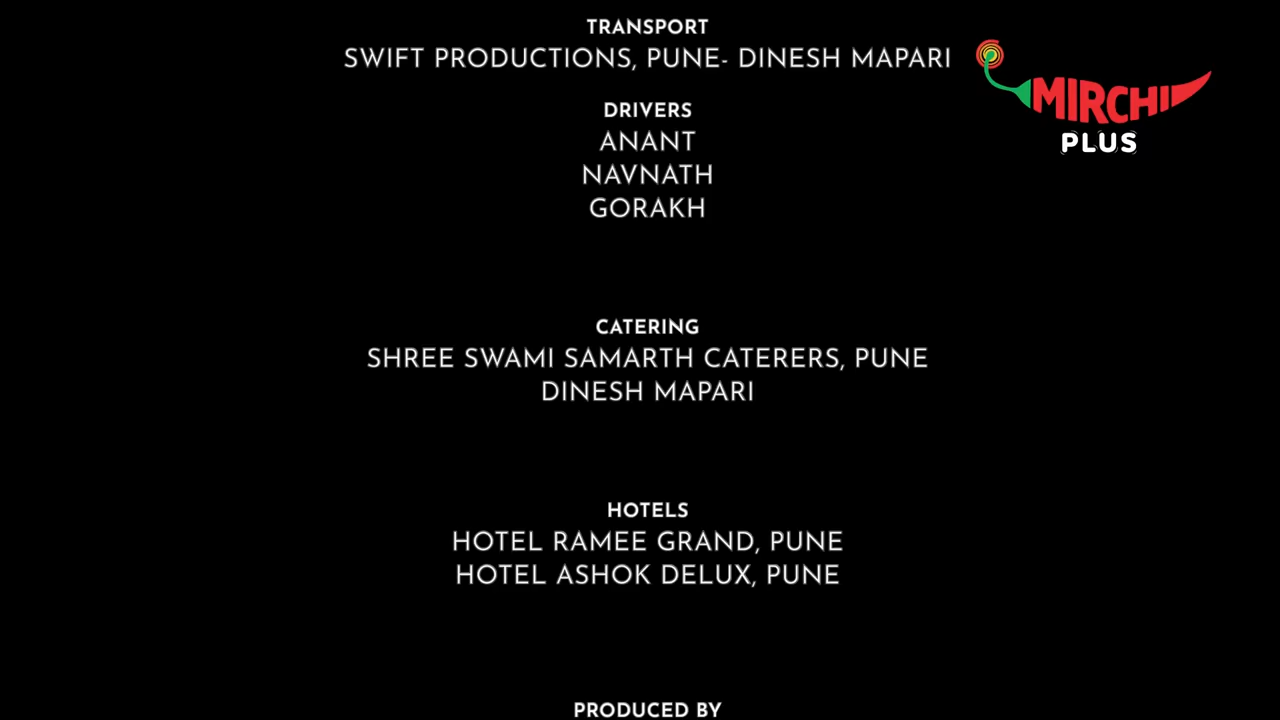 TRANSPORT
SWIFT PRODUCTIONS, PUNE- DINESH MAPARI
MIRCHI
PLUS
DRIVERS
ANANT
NAVNATH
GORAKH
CATERING
SHREE SWAMI SAMARTH CATERERS, PUNE
DINESH MAPARI
HOTELS
HOTEL RAMEE GRAND, PUNE
HOTEL ASHOK DELUX, PUNE
PRODUCED BY